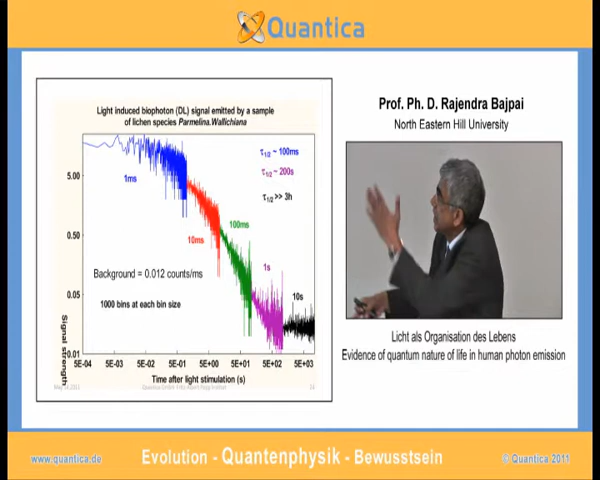 Quantica
Light induced biophoton (DL) signal emitted by a sample
of lichen species Parmelina.Wallichiana
τ1/2 ~ 100ms
τ1/2 ~ 200s
τ1/2 >> 3h
5.00
0.50
0.05
0.01
1ms
10ms
100ms
1s
10s
Background = 0.012 counts/ms
1000 bins at each bin size
Signal strength
5E-04 5E-03 5E-02 5E-01 5E+00 5E+01 5E+02 5E+03
Time after light stimulation (s)
24
Prof. Ph. D. Rajendra Bajpai
North Eastern Hill University
Licht als Organisation des Lebens
Evidence of quantum nature of life in human photon emission
www.quantica.de
Evolution - Quantenphysik - Bewusstsein
© Quantica 2011